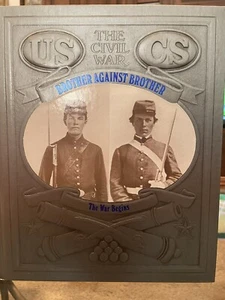 US
THE
CIVIL
WAR
CS
BROTHER AGAINST BROTHER
The War Begins